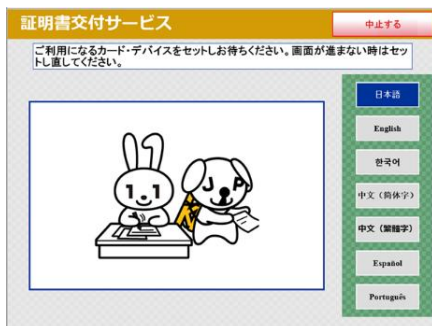 証明書交付サービス
中止する
ご利用になるカード・デバイスをセットしお待ちください。画面が進まない時はセッ
トし直してください。
日本語
English
한국어
中文（简体字）
中文（繁體字）
Español
Português
1 1
J P